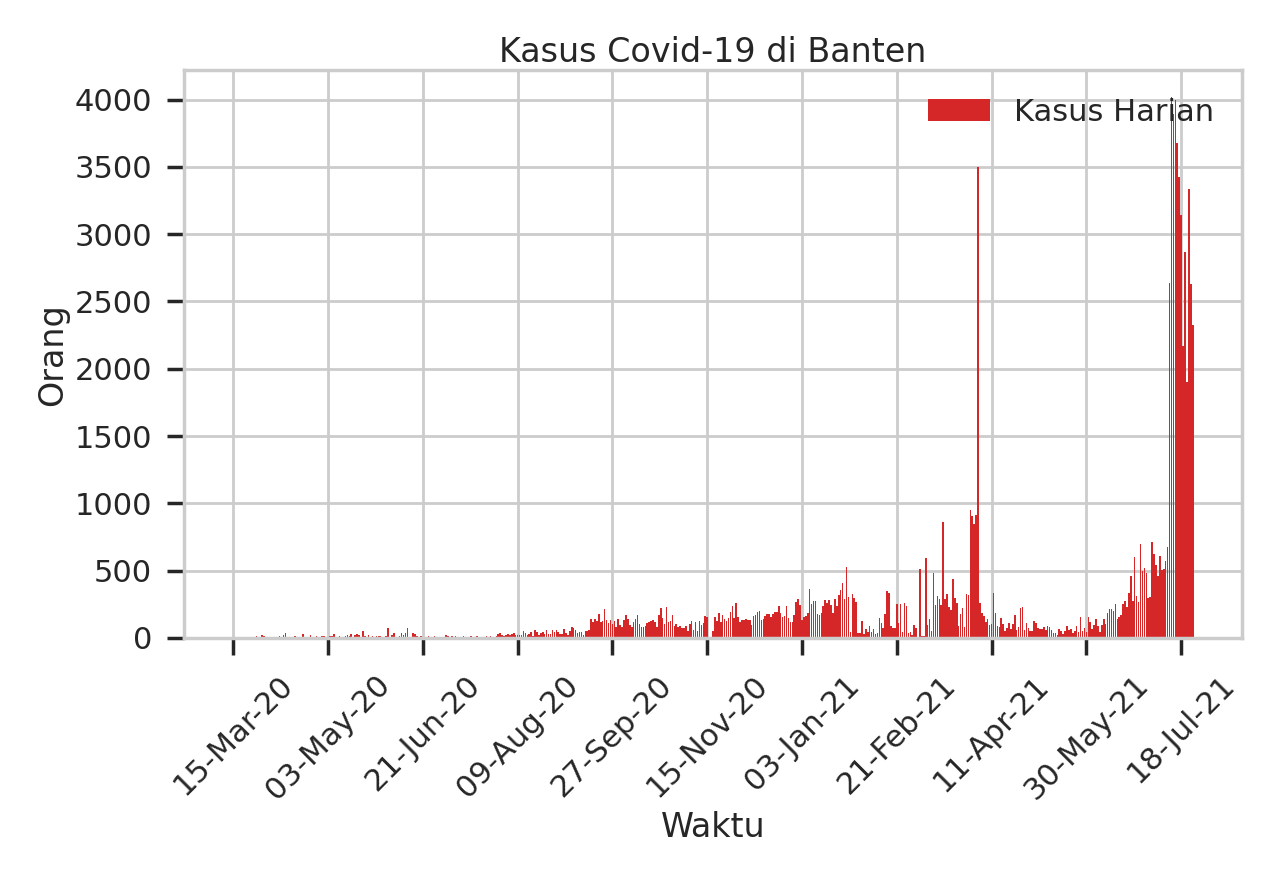 Kasus Covid-19 di Banten
Kasus Harian
4000
3500
3000
2500
2000
1500
1000
500
0
Orang
15-Mar-20
03-May-20
21-Jun-20
09-Aug-20
27-Sep-20
15-Nov-20
03-Jan-21
21-Feb-21
11-Apr-21
30-May-21
18-Jul-21
Waktu